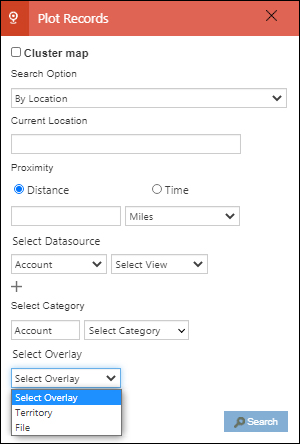 Plot Records
Cluster map
Search Option
By Location
Current Location
Proximity
Distance Time
Miles
Select Datasource
Account Select View
Select Category
Account Select Category
Select Overlay
Select Overlay
Select Overlay
Territory
File
Search